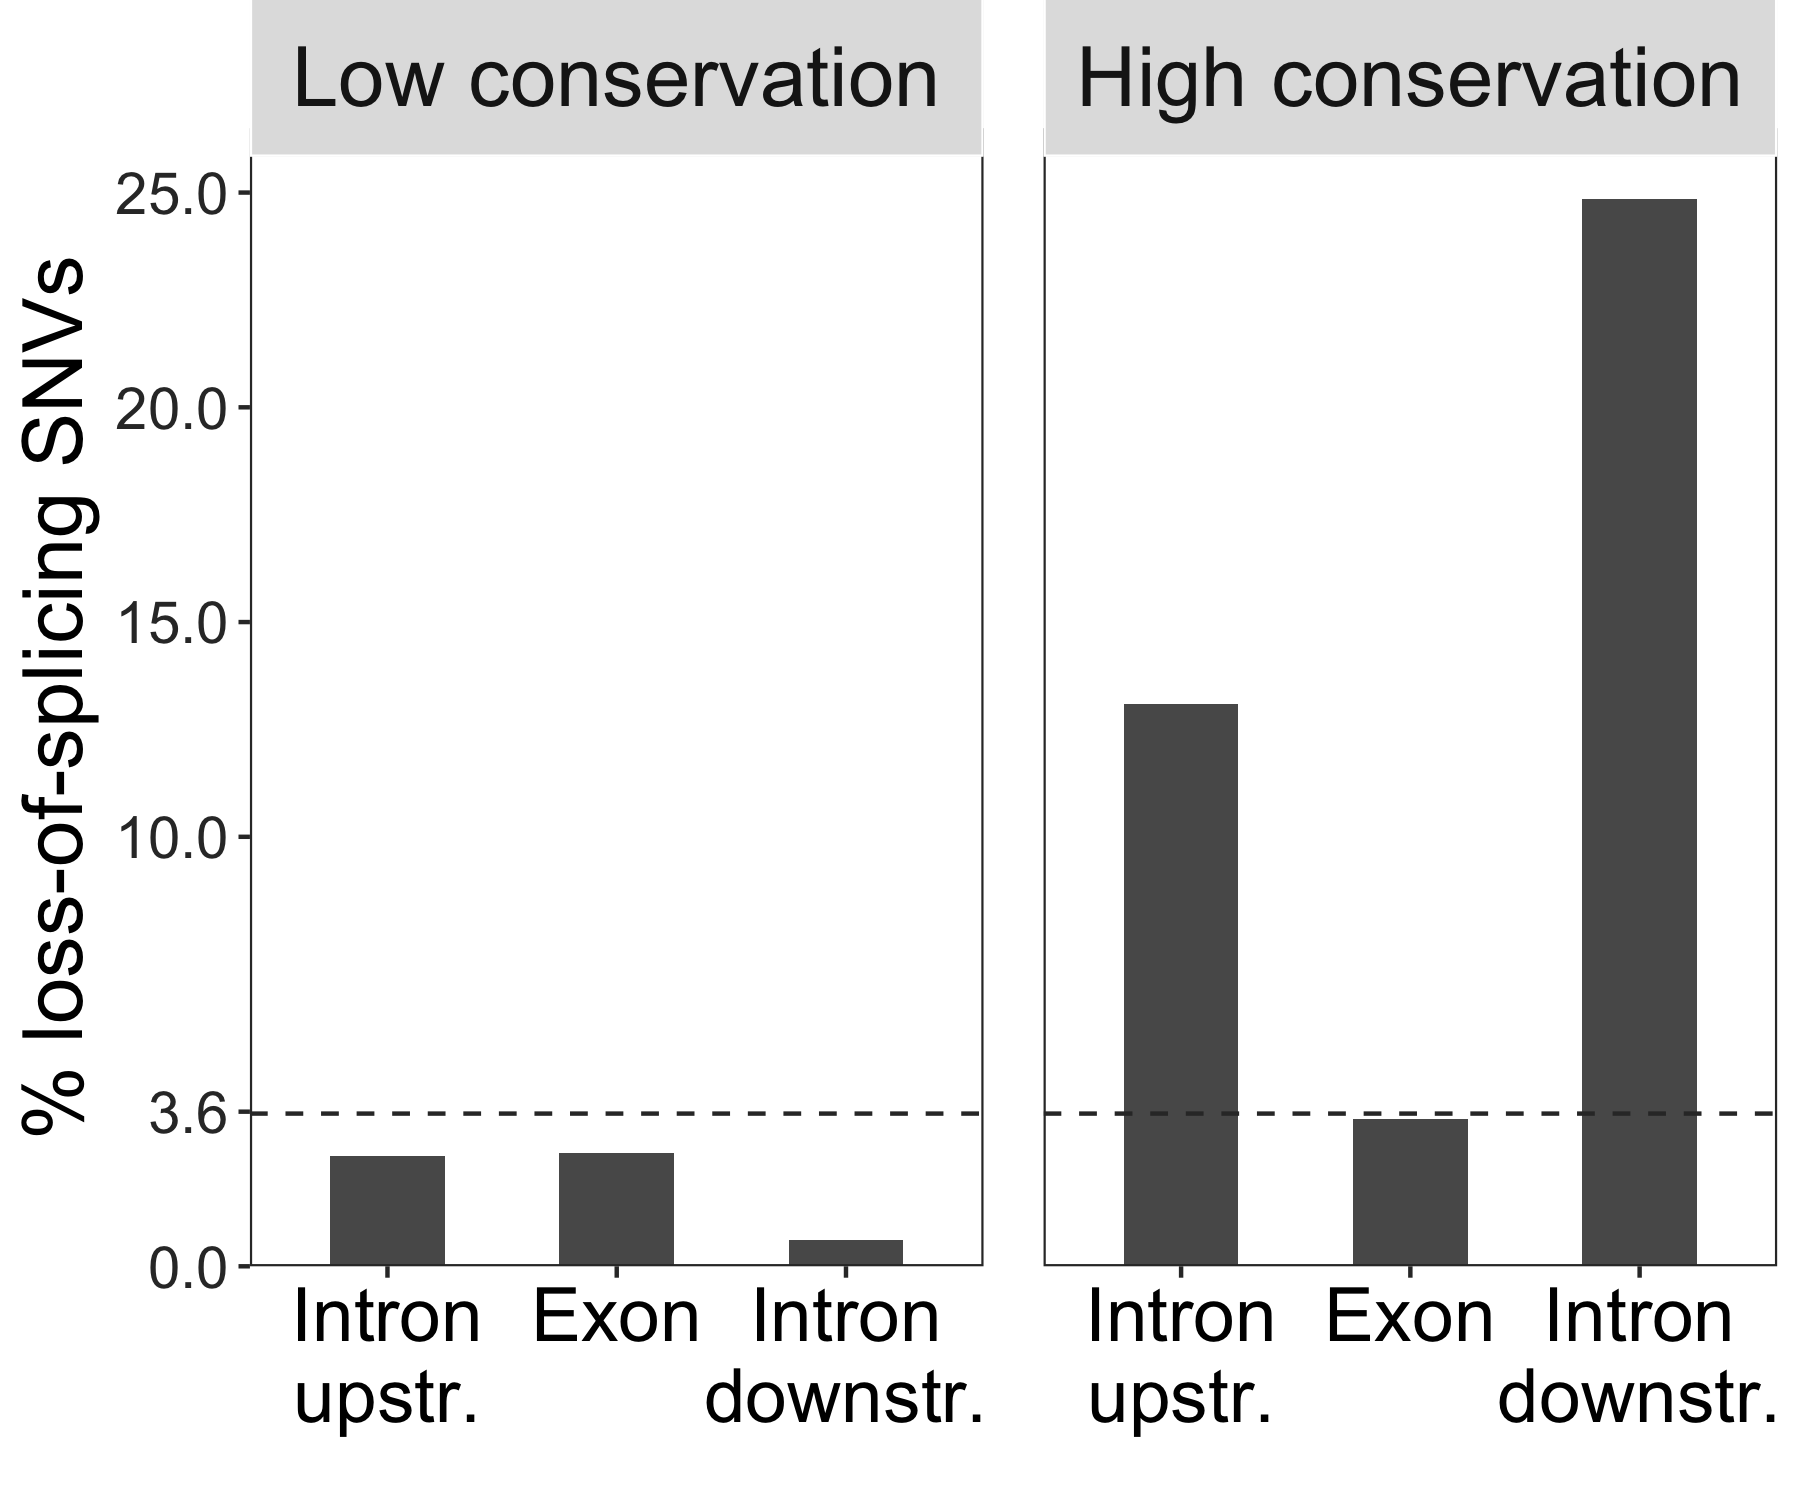 Low conservation
High conservation
% loss-of-splicing SNVs
25.0
20.0
15.0
10.0
3.6
0.0
Intron upstr.
Exon
Intron downstr.
Intron upstr.
Exon
Intron downstr.